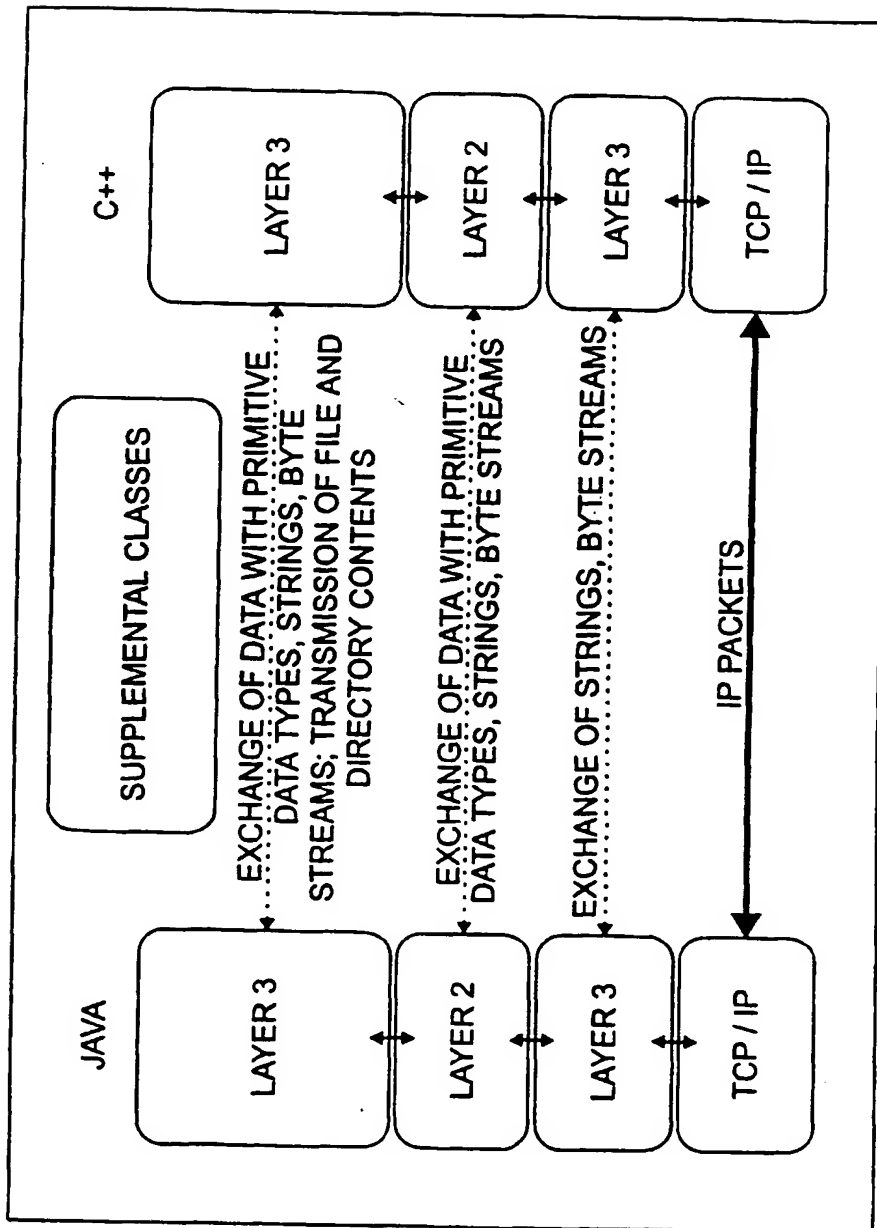 JAVA
C++
SUPPLEMENTAL CLASSES
LAYER 3
EXCHANGE OF DATA WITH PRIMITIVE
DATA TYPES, STRINGS, BYTE
STREAMS; TRANSMISSION OF FILE AND
DIRECTORY CONTENTS
LAYER 3
LAYER 2
EXCHANGE OF DATA WITH PRIMITIVE
DATA TYPES, STRINGS, BYTE STREAMS
LAYER 2
LAYER 3
EXCHANGE OF STRINGS, BYTE STREAMS
LAYER 3
TCP / IP
IP PACKETS
TCP / IP